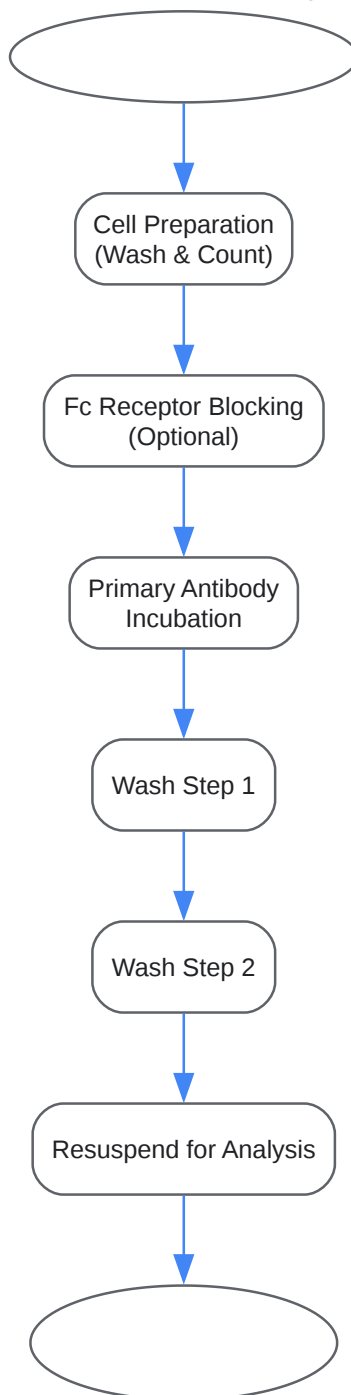 Cell Preparation
(Wash & Count)
Fc Receptor Blocking
(Optional)
Primary Antibody
Incubation
Wash Step 1
Wash Step 2
Resuspend for Analysis